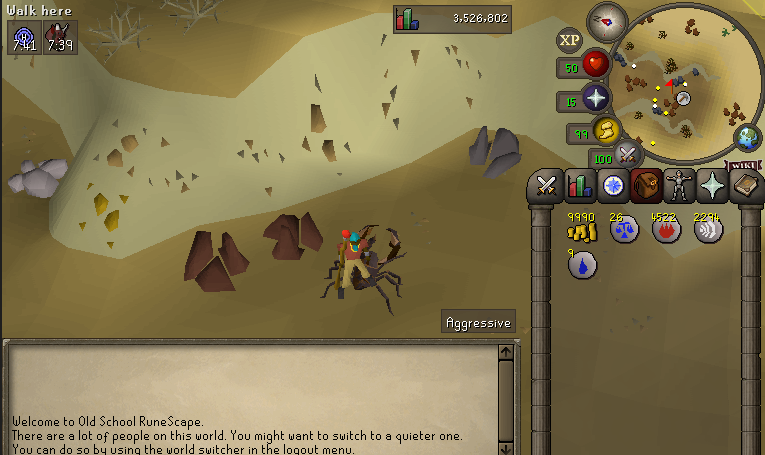 Walk here
7:41 7:39
3,526,802
XP
50
15
99
100
WIKI
9990 26 4522 2294
9
Aggressive
Welcome to Old School RuneScape.
There are a lot of people on this world. You might want to switch to a quieter one.
You can do so by using the world switcher in the logout menu.